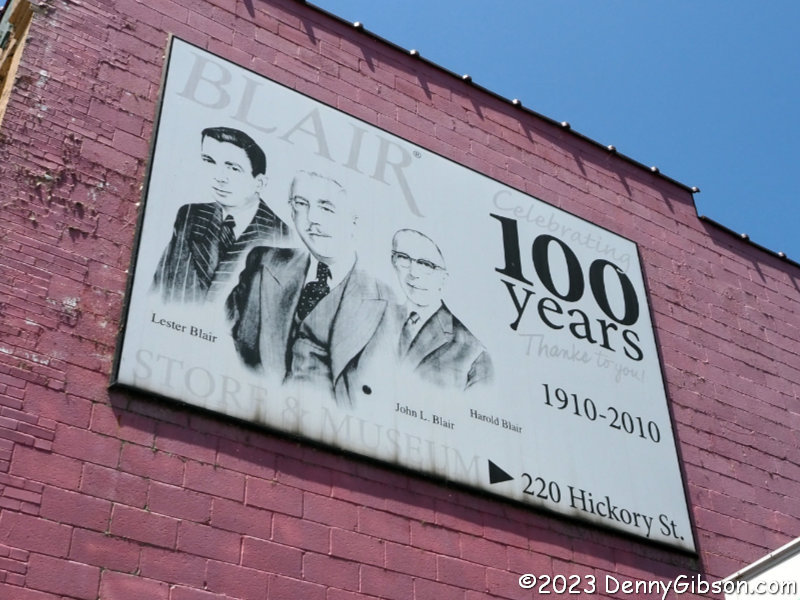 BLAIR®
Celebrating
100
years
Thanks to you!
1910-2010
Lester Blair
John L. Blair
Harold Blair
STORE & MUSEUM
220 Hickory St.
©2023 DennyGibson.com